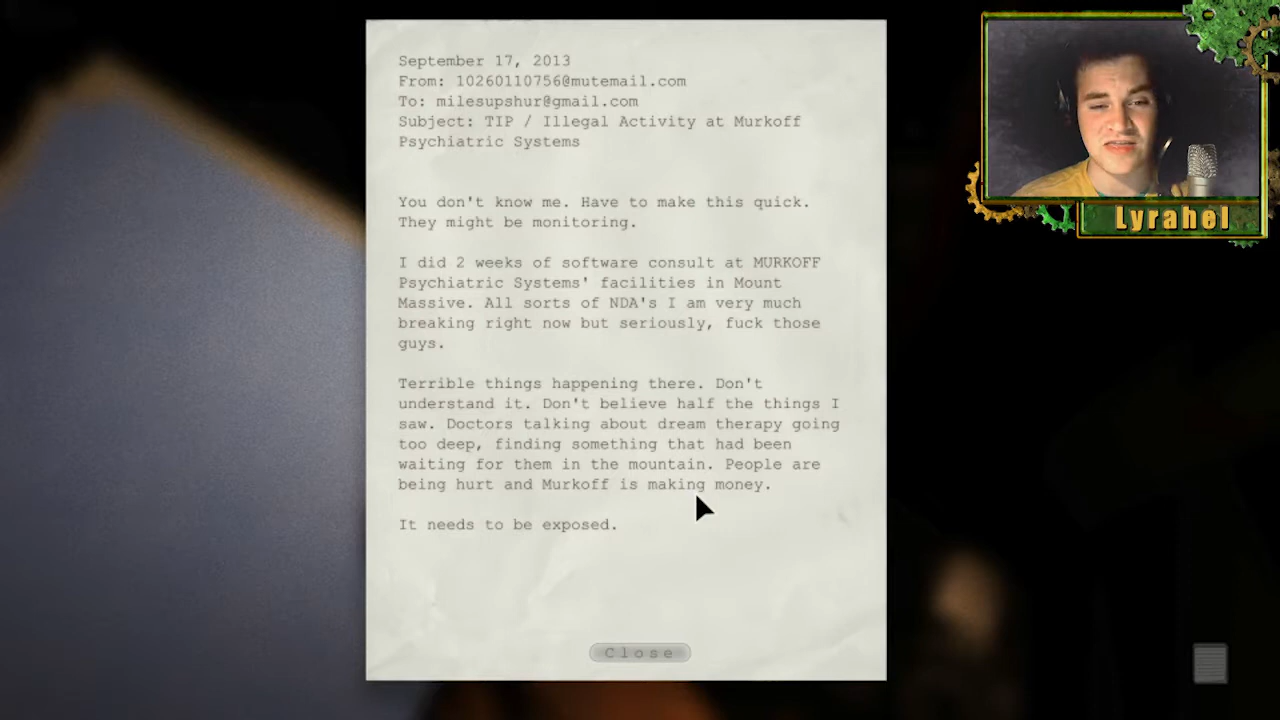 September 17, 2013
From: 10260110756@mutemail.com
To: milesupshur@gmail.com
Subject: TIP / Illegal Activity at Murkoff
Psychiatric Systems
You don't know me. Have to make this quick.
They might be monitoring.
I did 2 weeks of software consult at MURKOFF
Psychiatric Systems' facilities in Mount
Massive. All sorts of NDA's I am very much
breaking right now but seriously, fuck those
guys.
Terrible things happening there. Don't
understand it. Don't believe half the things I
saw. Doctors talking about dream therapy going
too deep, finding something that had been
waiting for them in the mountain. People are
being hurt and Murkoff is making money.
It needs to be exposed.
Close
Lyrahel